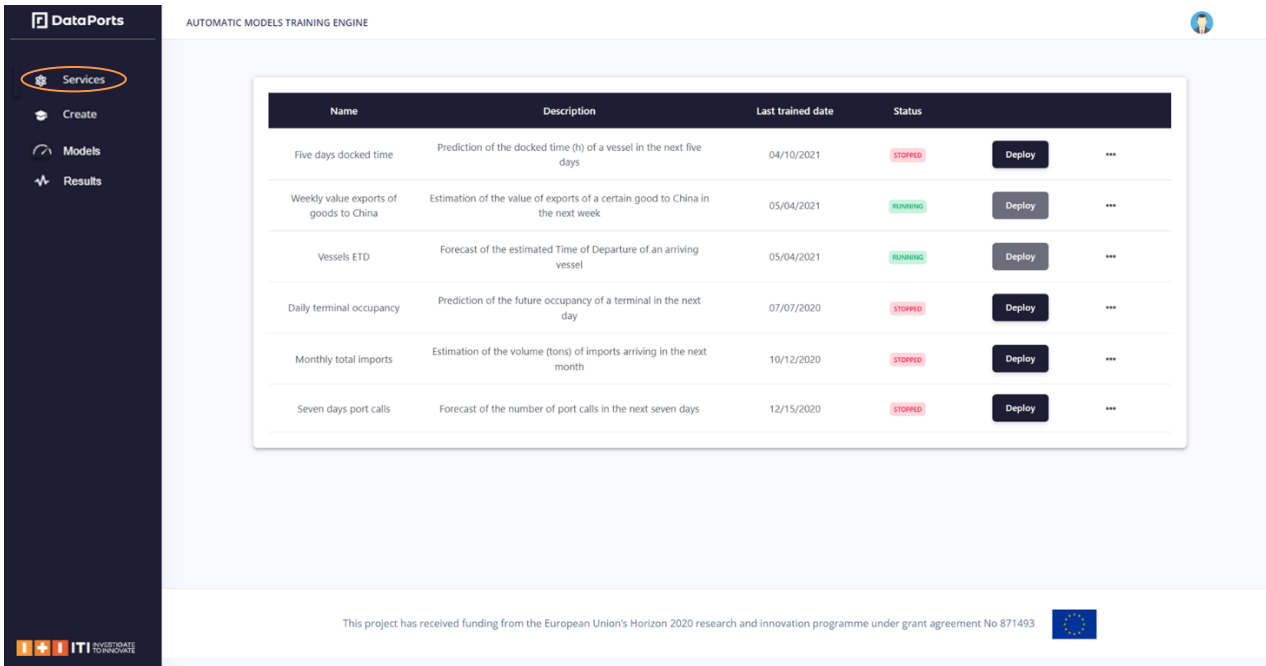 DataPorts
AUTOMATIC MODELS TRAINING ENGINE
Services
Create
Models
Results
Name Description Last trained date Status
Five days docked time
Prediction of the docked time (h) of a vessel in the next five
days
04/10/2021
STOPPED
Deploy
...
Weekly value exports of
goods to China
Estimation of the value of exports of a certain good to China in
the next week
05/04/2021
RUNNING
Deploy
...
Vessels ETD
Forecast of the estimated Time of Departure of an arriving
vessel
05/04/2021
RUNNING
Deploy
...
Daily terminal occupancy
Prediction of the future occupancy of a terminal in the next
day
07/07/2020
STOPPED
Deploy
...
Monthly total imports
Estimation of the volume (tons) of imports arriving in the next
month
10/12/2020
STOPPED
Deploy
...
Seven days port calls
Forecast of the number of port calls in the next seven days
12/15/2020
STOPPED
Deploy
...
This project has received funding from the European Union's Horizon 2020 research and innovation programme under grant agreement No 871493
I+I ITI INVESTIGATE
TO INNOVATE